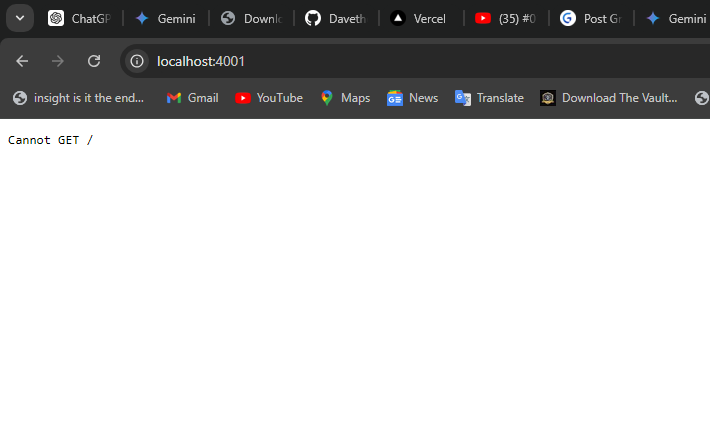 ChatGP Gemini Downlo Daveth Vercel (35) #0 Post Gr Gemini
localhost:4001
insight is it the end... Gmail YouTube Maps News Translate Download The Vault...
Cannot GET /